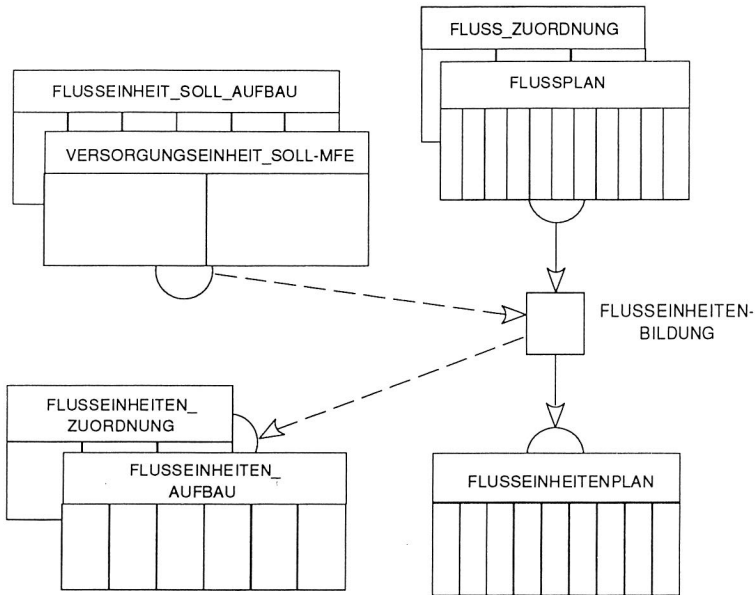 FLUSS_ZUORDNUNG
FLUSSPLAN
FLUSSEINHEIT_SOLL_AUFBAU
VERSORGUNGSEINHEIT_SOLL-MFE
FLUSSEINHEITEN-
BILDUNG
FLUSSEINHEITEN_
ZUORDNUNG
FLUSSEINHEITEN_
AUFBAU
FLUSSEINHEITENPLAN